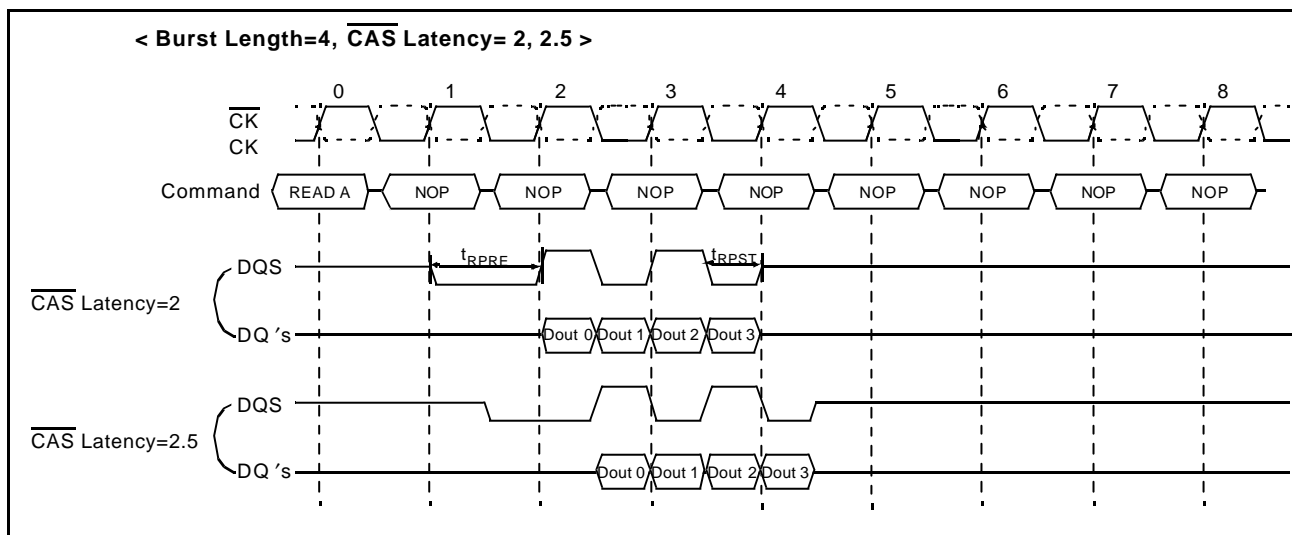 < Burst Length=4, CAS Latency= 2, 2.5 >
0 1 2 3 4 5 6 7 8
CK
CK
Command READ A NOP NOP NOP NOP NOP NOP NOP NOP
DQS tRPRE tRPST
CAS Latency=2
DQ's Dout 0 Dout 1 Dout 2 Dout 3
DQS
CAS Latency=2.5
DQ's Dout 0 Dout 1 Dout 2 Dout 3